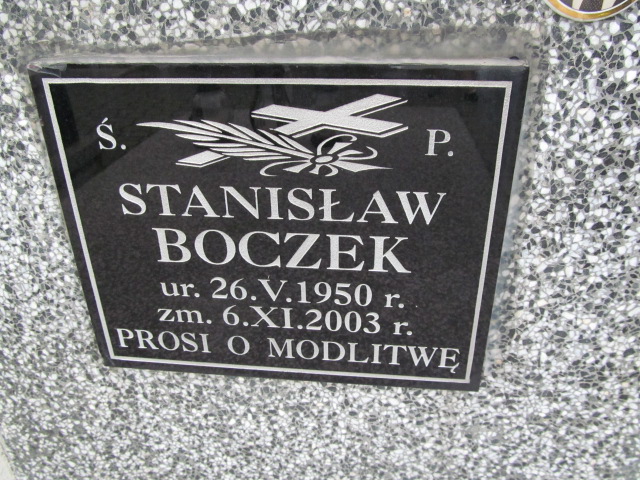 Ś. P.
STANISŁAW
BOCZEK
ur. 26.V.1950 r.
zm. 6.XI.2003 r.
PROSI O MODLITWĘ